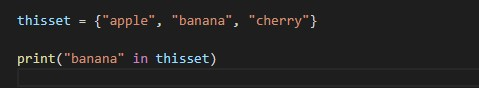 thisset = {"apple", "banana", "cherry"}
print("banana" in thisset)